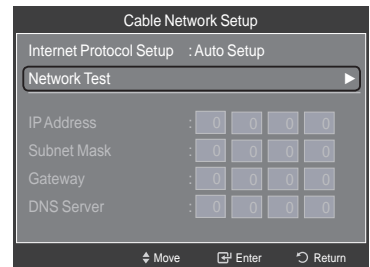 Cable Network Setup
Internet Protocol Setup : Auto Setup
Network Test
IP Address : 0 0 0 0
Subnet Mask : 0 0 0 0
Gateway : 0 0 0 0
DNS Server : 0 0 0 0
Move Enter Return